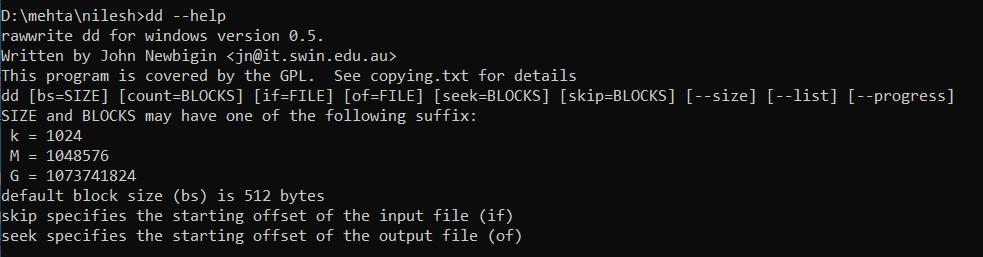 D:\mehta\nilesh>dd --help
rawwrite dd for windows version 0.5.
Written by John Newbigin <jn@it.swin.edu.au>
This program is covered by the GPL.  See copying.txt for details
dd [bs=SIZE] [count=BLOCKS] [if=FILE] [of=FILE] [seek=BLOCKS] [skip=BLOCKS] [--size] [--list] [--progress]
SIZE and BLOCKS may have one of the following suffix:
 k = 1024
 M = 1048576
 G = 1073741824
default block size (bs) is 512 bytes
skip specifies the starting offset of the input file (if)
seek specifies the starting offset of the output file (of)